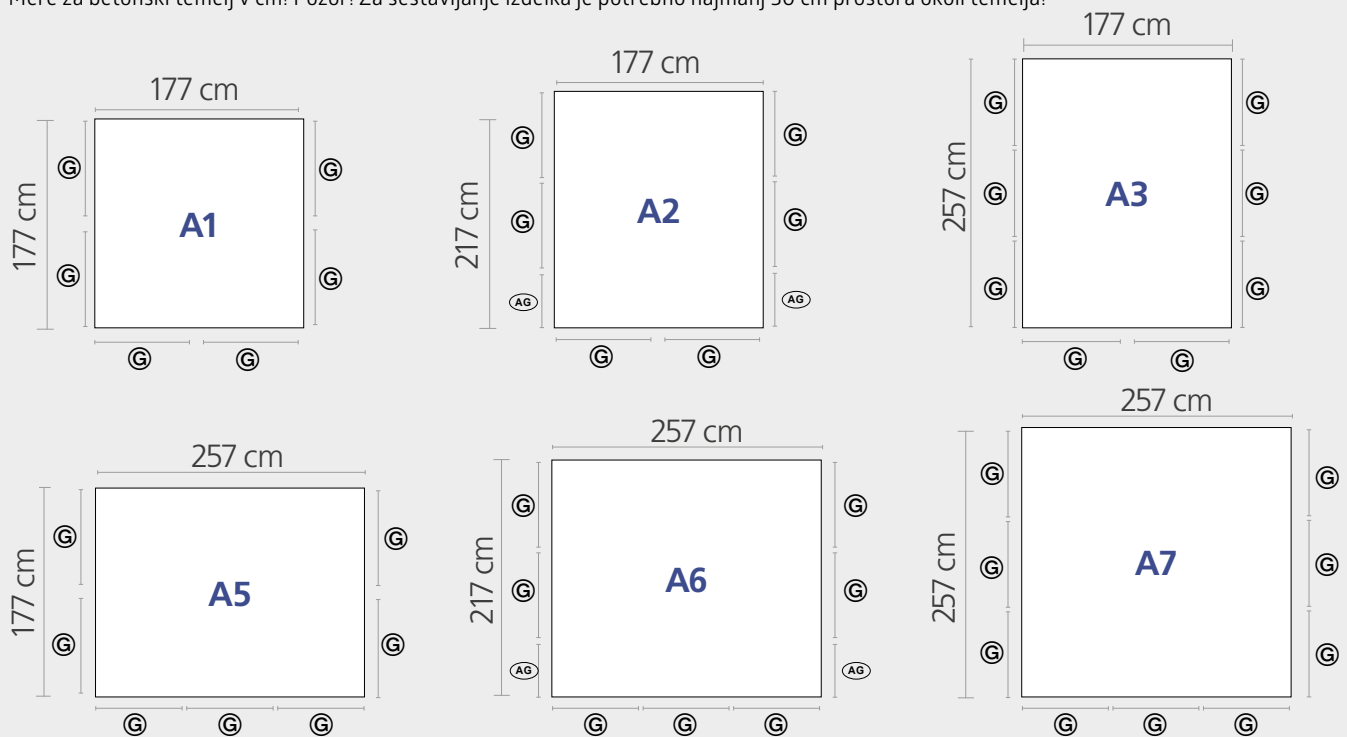 Mere za betonski temelj v cm! Pozor! Za sestavljanje izdelka je potrebno najmanj 50 cm prostora okoli temelja!
177 cm
177 cm
G
G
A1
G
G
G
G
177 cm
217 cm
G
G
AG
A2
G
G
AG
G
G
177 cm
257 cm
G
G
G
A3
G
G
G
G
G
257 cm
177 cm
G
G
A5
G
G
G
G
G
257 cm
217 cm
G
G
AG
A6
G
G
AG
G
G
G
257 cm
257 cm
G
G
G
A7
G
G
G
G
G
G